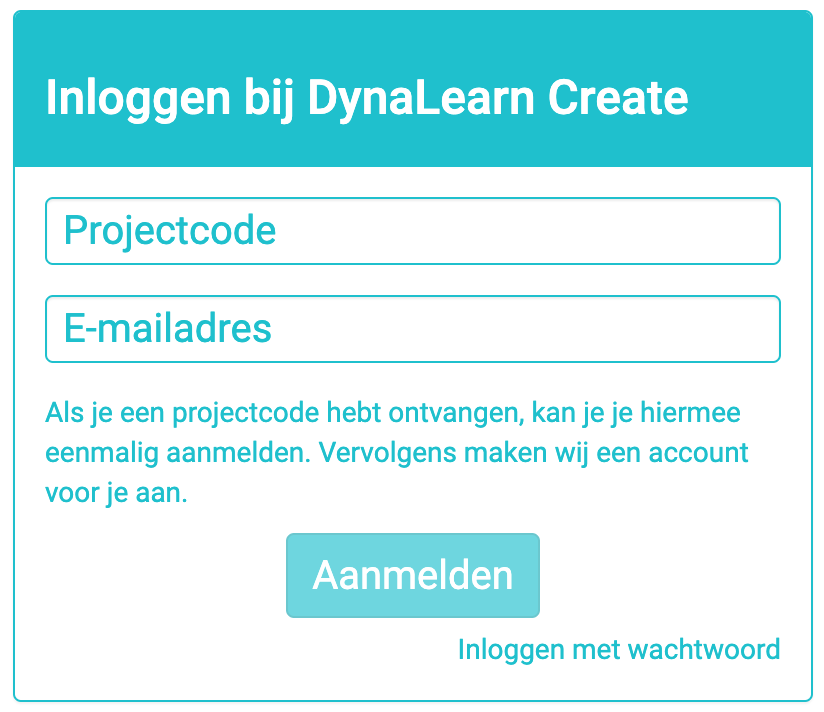 Inloggen bij DynaLearn Create
Projectcode
E-mailadres
Als je een projectcode hebt ontvangen, kan je je hiermee
eenmalig aanmelden. Vervolgens maken wij een account
voor je aan.
Aanmelden
Inloggen met wachtwoord